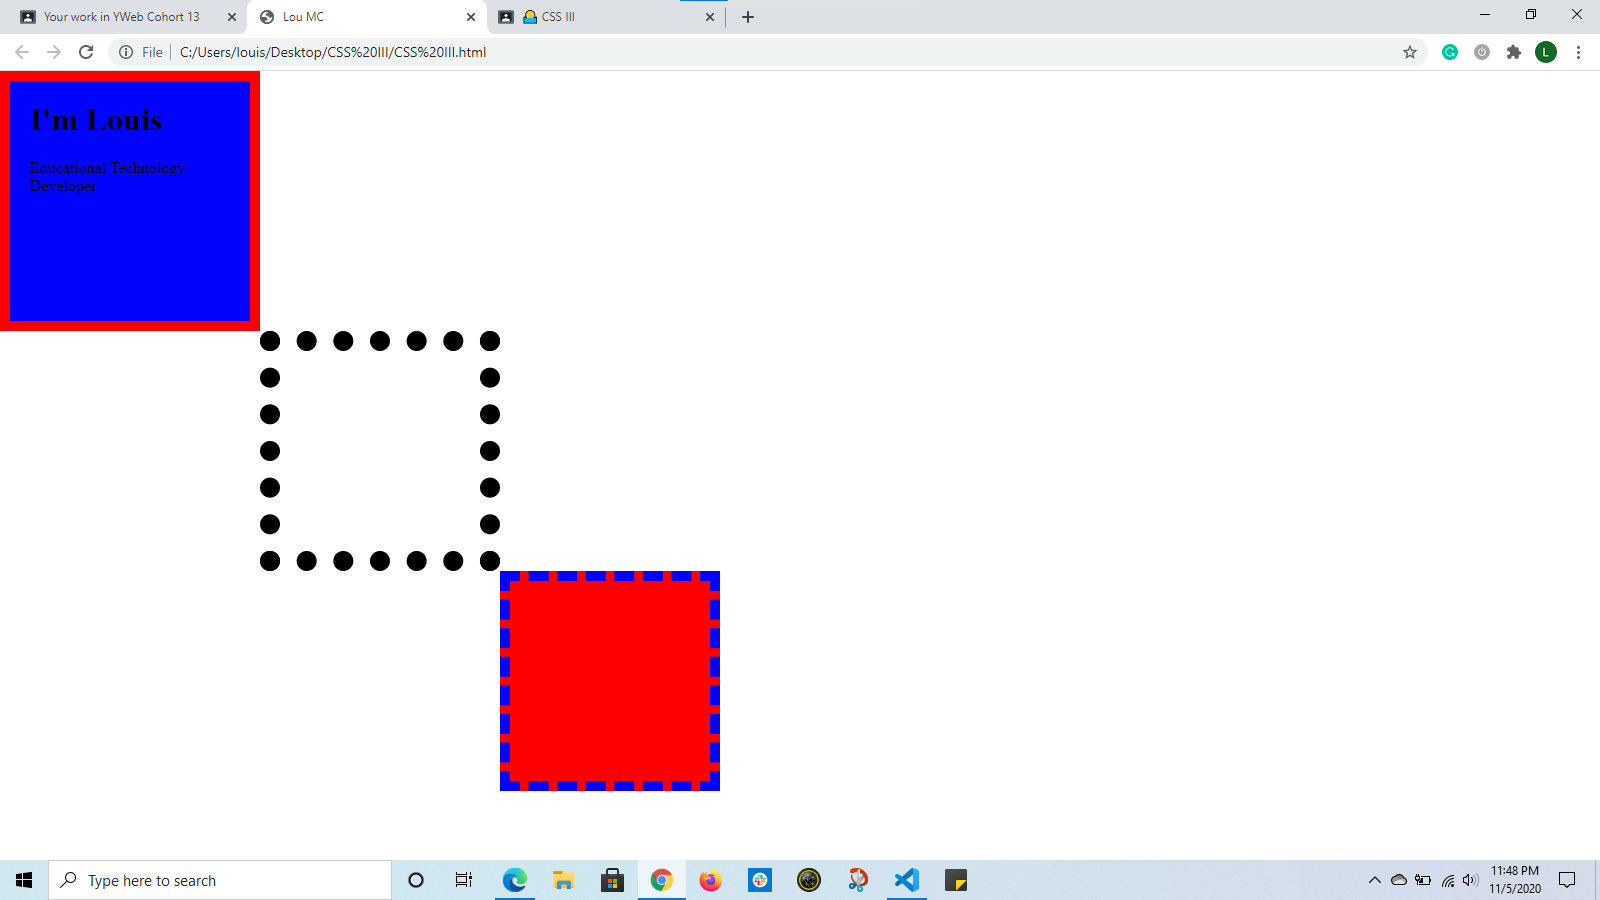 Your work in YWeb Cohort 13
Lou MC
CSS III
File
C:/Users/louis/Desktop/CSS%20III/CSS%20III.html
L
I'm Louis
Educational Technology
Developer
Type here to search
11:48 PM
11/5/2020